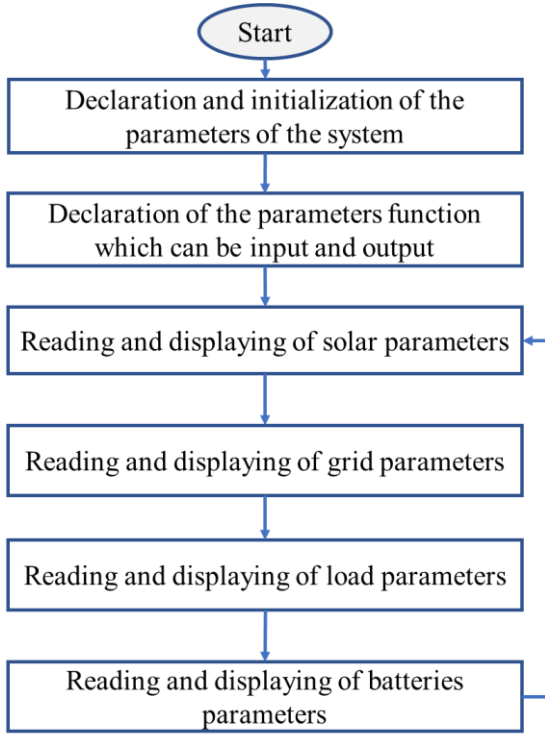 Start
Declaration and initialization of the
parameters of the system
Declaration of the parameters function
which can be input and output
Reading and displaying of solar parameters
Reading and displaying of grid parameters
Reading and displaying of load parameters
Reading and displaying of batteries
parameters